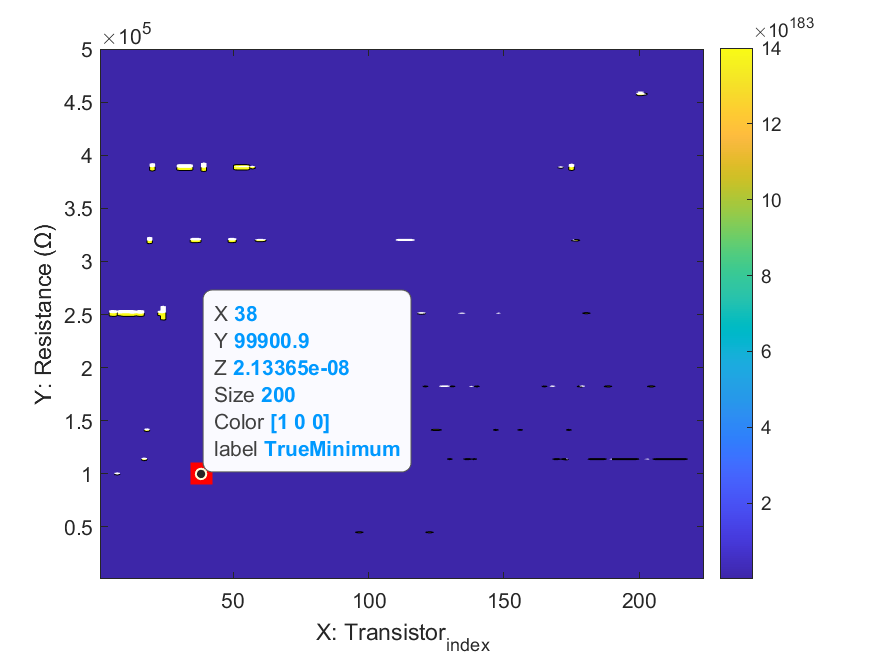 ×10^5
×10^183
5
4.5
4
3.5
3
2.5
2
1.5
1
0.5
Y: Resistance (Ω)
X 38
Y 99900.9
Z 2.13365e-08
Size 200
Color [1 0 0]
label TrueMinimum
50
100
150
200
X: Transistor_index
14
12
10
8
6
4
2